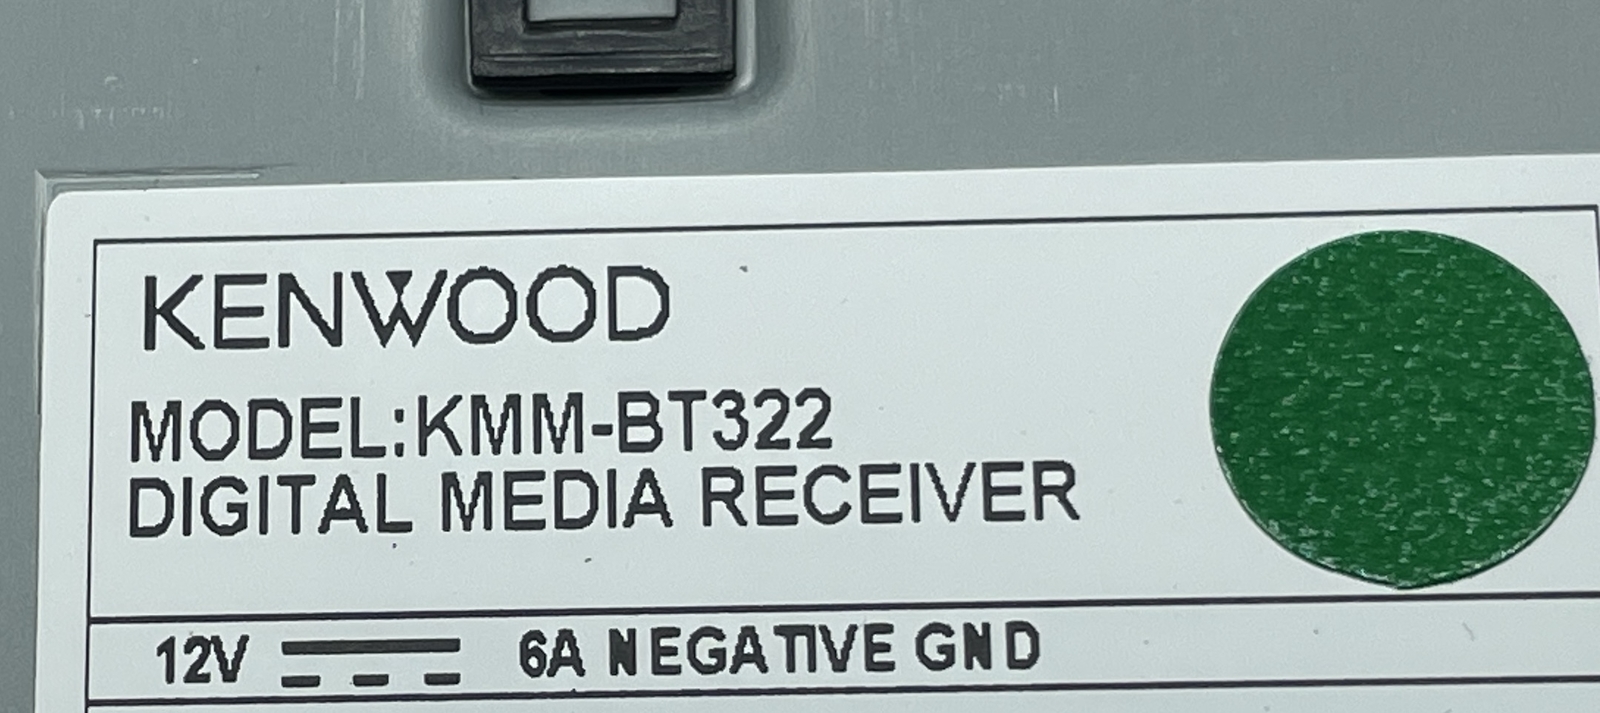 KENWOOD
MODEL:KMM-BT322
DIGITAL MEDIA RECEIVER
12V 6A NEGATIVE GND